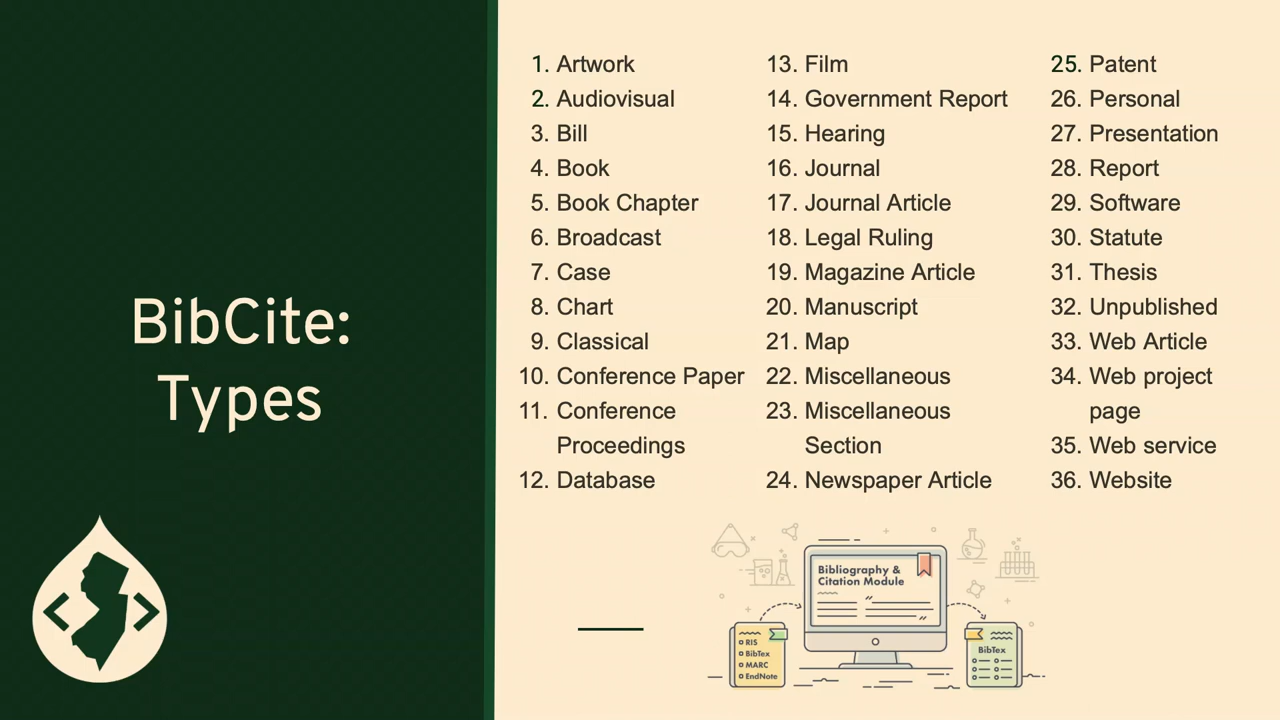 BibCite:
Types
1. Artwork
2. Audiovisual
3. Bill
4. Book
5. Book Chapter
6. Broadcast
7. Case
8. Chart
9. Classical
10. Conference Paper
11. Conference
Proceedings
12. Database
13. Film
14. Government Report
15. Hearing
16. Journal
17. Journal Article
18. Legal Ruling
19. Magazine Article
20. Manuscript
21. Map
22. Miscellaneous
23. Miscellaneous
Section
24. Newspaper Article
25. Patent
26. Personal
27. Presentation
28. Report
29. Software
30. Statute
31. Thesis
32. Unpublished
33. Web Article
34. Web project
page
35. Web service
36. Website
Bibliography &
Citation Module
RIS
BibTex
MARC
EndNote
BibTex